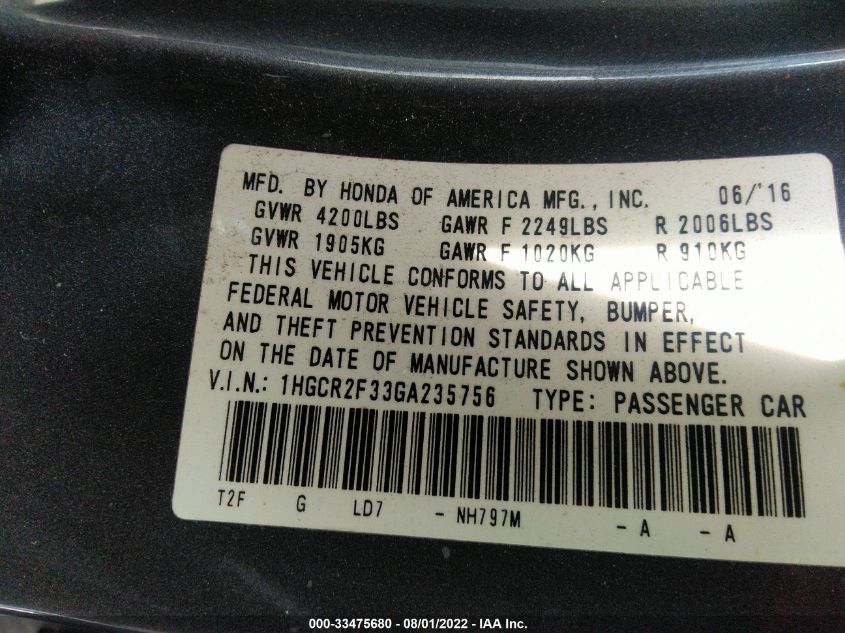 MFD. BY HONDA OF AMERICA MFG., INC. 06/'16
GVWR 4200LBS GAWR F 2249LBS R 2006LBS
GVWR 1905KG GAWR F 1020KG R 910KG
THIS VEHICLE CONFORMS TO ALL APPLICABLE
FEDERAL MOTOR VEHICLE SAFETY, BUMPER,
AND THEFT PREVENTION STANDARDS IN EFFECT
ON THE DATE OF MANUFACTURE SHOWN ABOVE.
V.I.N.: 1HGCR2F33GA235756 TYPE: PASSENGER CAR
T2F G LD7 - NH797M - A - A
000-33475680 - 08/01/2022 - IAA Inc.